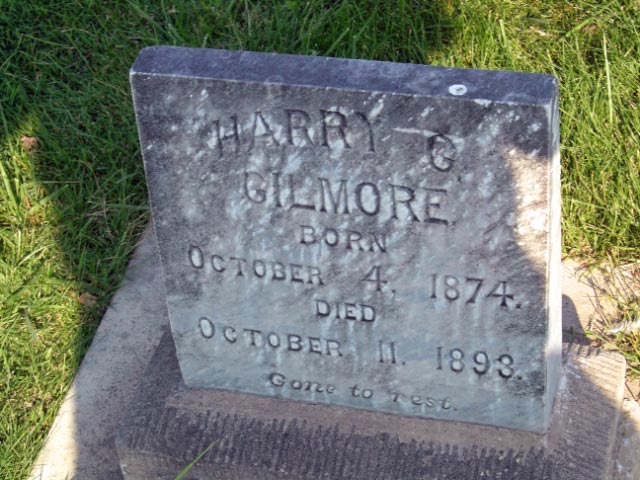 HARRY G.
GILMORE
BORN
OCTOBER 4, 1874.
DIED
OCTOBER 11. 1893.
Gone to rest.